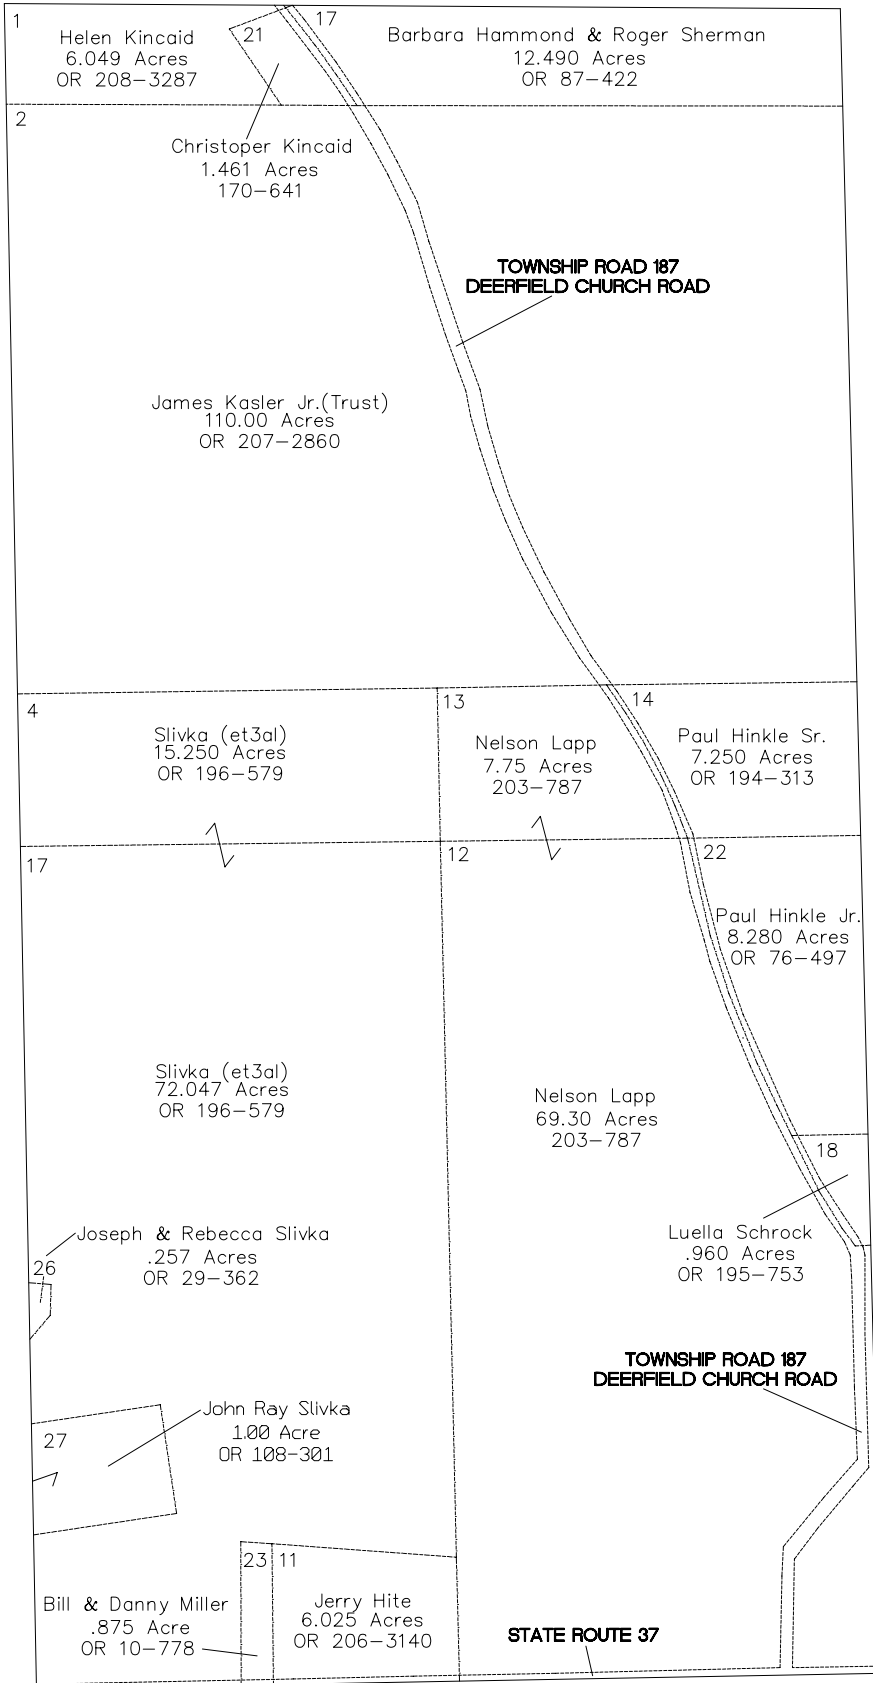 1
Helen Kincaid
6.049 Acres
OR 208-3287
21
17
Barbara Hammond & Roger Sherman
12.490 Acres
OR 87-422
2
Christoper Kincaid
1.461 Acres
170-641
TOWNSHIP ROAD 187
DEERFIELD CHURCH ROAD
James Kasler Jr.(Trust)
110.00 Acres
OR 207-2860
4
Slivka (et3al)
15.250 Acres
OR 196-579
13
Nelson Lapp
7.75 Acres
203-787
14
Paul Hinkle Sr.
7.250 Acres
OR 194-313
17
12
22
Paul Hinkle Jr.
8.280 Acres
OR 76-497
Slivka (et3al)
72.047 Acres
OR 196-579
Nelson Lapp
69.30 Acres
203-787
18
Luella Schrock
.960 Acres
OR 195-753
Joseph & Rebecca Slivka
.257 Acres
OR 29-362
26
TOWNSHIP ROAD 187
DEERFIELD CHURCH ROAD
John Ray Slivka
1.00 Acre
OR 108-301
27
23
11
Bill & Danny Miller
.875 Acre
OR 10-778
Jerry Hite
6.025 Acres
OR 206-3140
STATE ROUTE 37